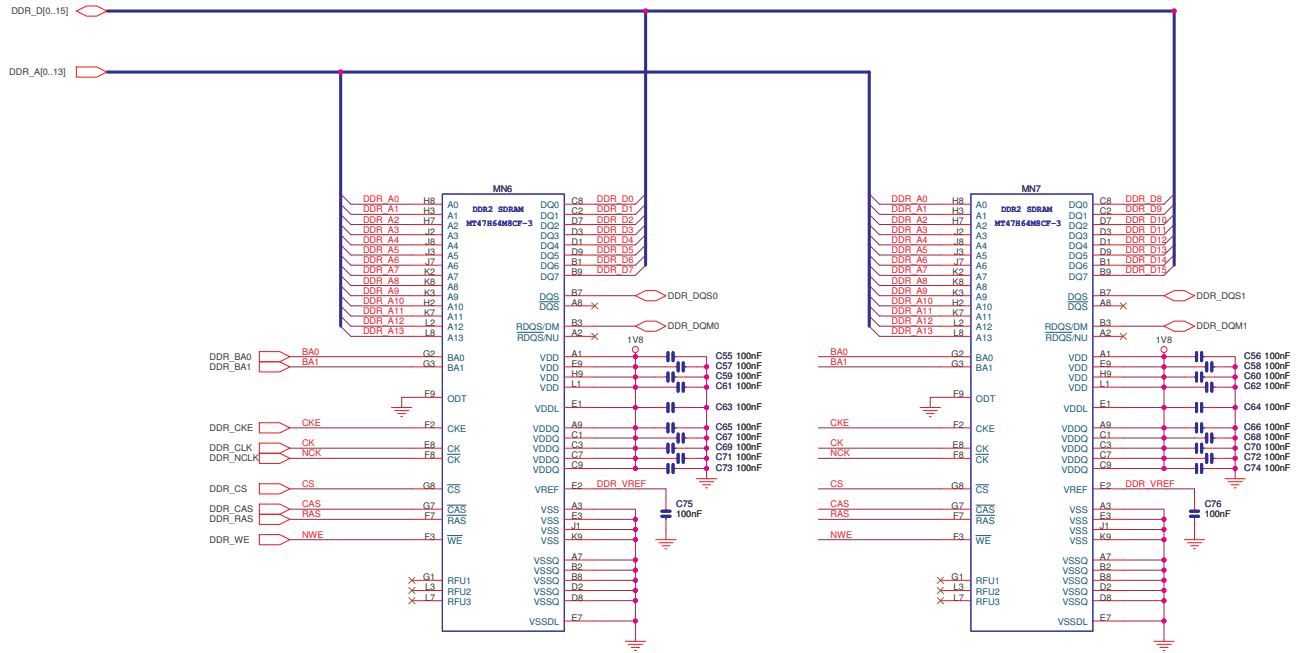 DDR_D[0..15]
DDR_A[0..13]
MN6
DDR2 SDRAM
MT47H64M8CF-3
DDR_A0 H8 A0
DDR_A1 H3 A1
DDR_A2 H7 A2
DDR_A3 J2 A3
DDR_A4 J8 A4
DDR_A5 J3 A5
DDR_A6 J7 A6
DDR_A7 K2 A7
DDR_A8 K8 A8
DDR_A9 K3 A9
DDR_A10 H2 A10
DDR_A11 K7 A11
DDR_A12 L2 A12
DDR_A13 L8 A13
DDR_BA0 BA0 G2 BA0
DDR_BA1 BA1 G3 BA1
F9 ODT
DDR_CKE CKE F2 CKE
DDR_CLK CK E8 CK
DDR_NCLK NCK F8 CK
DDR_CS CS G8 CS
DDR_CAS CAS G7 CAS
DDR_RAS RAS F7 RAS
DDR_WE NWE F3 WE
G1 RFU1
L3 RFU2
L7 RFU3
DQ0 C8 DDR_D0
DQ1 C2 DDR_D1
DQ2 D7 DDR_D2
DQ3 D3 DDR_D3
DQ4 D1 DDR_D4
DQ5 D9 DDR_D5
DQ6 B1 DDR_D6
DQ7 B9 DDR_D7
DQS B7 DDR_DQS0
DQS A8
RDQS/DM B3 DDR_DQM0
RDQS/NU A2
1V8
VDD A1 C55 100nF
VDD E9 C57 100nF
VDD H9 C59 100nF
VDD L1 C61 100nF
VDDL E1 C63 100nF
VDDQ A9 C65 100nF
VDDQ C1 C67 100nF
VDDQ C3 C69 100nF
VDDQ C7 C71 100nF
VDDQ C9 C73 100nF
VREF E2 DDR_VREF
C75
100nF
VSS A3
VSS E3
VSS J1
VSS K9
VSSQ A7
VSSQ B2
VSSQ B8
VSSQ D2
VSSQ D8
VSSDL E7
MN7
DDR2 SDRAM
MT47H64M8CF-3
DDR_A0 H8 A0
DDR_A1 H3 A1
DDR_A2 H7 A2
DDR_A3 J2 A3
DDR_A4 J8 A4
DDR_A5 J3 A5
DDR_A6 J7 A6
DDR_A7 K2 A7
DDR_A8 K8 A8
DDR_A9 K3 A9
DDR_A10 H2 A10
DDR_A11 K7 A11
DDR_A12 L2 A12
DDR_A13 L8 A13
BA0 G2 BA0
BA1 G3 BA1
F9 ODT
CKE F2 CKE
CK E8 CK
NCK F8 CK
CS G8 CS
CAS G7 CAS
RAS F7 RAS
NWE F3 WE
G1 RFU1
L3 RFU2
L7 RFU3
DQ0 C8 DDR_D8
DQ1 C2 DDR_D9
DQ2 D7 DDR_D10
DQ3 D3 DDR_D11
DQ4 D1 DDR_D12
DQ5 D9 DDR_D13
DQ6 B1 DDR_D14
DQ7 B9 DDR_D15
DQS B7 DDR_DQS1
DQS A8
RDQS/DM B3 DDR_DQM1
RDQS/NU A2
1V8
VDD A1 C56 100nF
VDD E9 C58 100nF
VDD H9 C60 100nF
VDD L1 C62 100nF
VDDL E1 C64 100nF
VDDQ A9 C66 100nF
VDDQ C1 C68 100nF
VDDQ C3 C70 100nF
VDDQ C7 C72 100nF
VDDQ C9 C74 100nF
VREF E2 DDR_VREF
C76
100nF
VSS A3
VSS E3
VSS J1
VSS K9
VSSQ A7
VSSQ B2
VSSQ B8
VSSQ D2
VSSQ D8
VSSDL E7